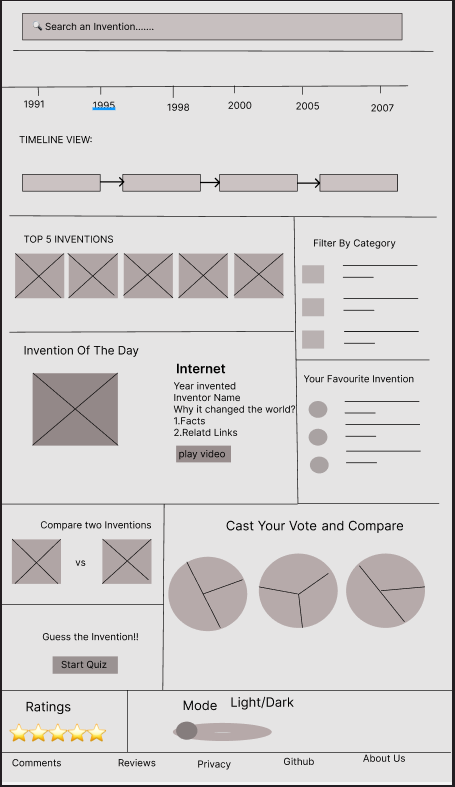 🔍 Search an Invention.......
1991
1995
1998
2000
2005
2007
TIMELINE VIEW:
TOP 5 INVENTIONS
Filter By Category
Invention Of The Day
Internet
Year invented
Inventor Name
Why it changed the world?
1.Facts
2.Relatd Links
play video
Your Favourite Invention
Compare two Inventions
vs
Cast Your Vote and Compare
Guess the Invention!!
Start Quiz
Ratings
⭐⭐⭐⭐⭐
Mode Light/Dark
Comments Reviews Privacy Github About Us